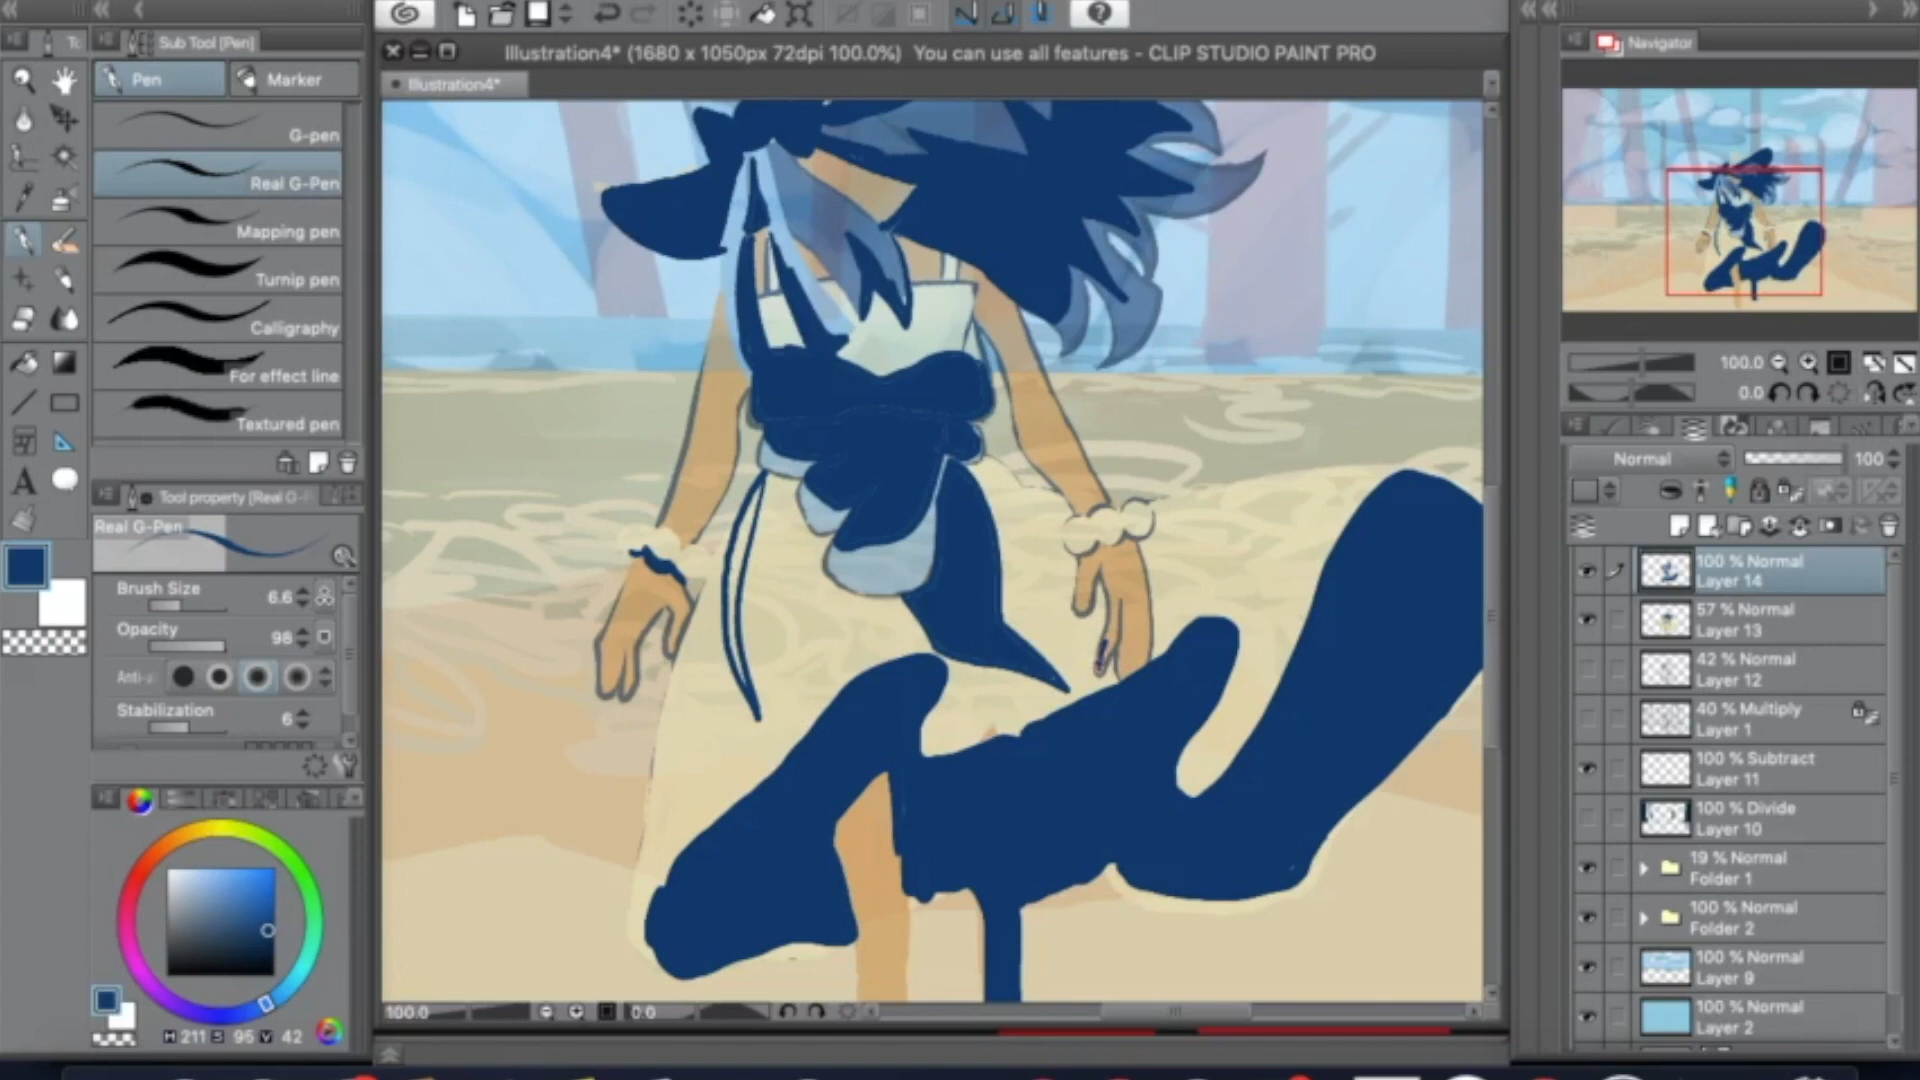 Illustration4* (1680 x 1050px 72dpi 100.0%) You can use all features - CLIP STUDIO PAINT PRO
Illustration4*
Sub Tool [Pen]
Pen
Marker
G-pen
Real G-Pen
Mapping pen
Turnip pen
Calligraphy
For effect line
Textured pen
Tool property [Real G-
Real G-Pen
Brush Size
6.6
Opacity
98
Stabilization
6
H 211 S 95 V 42
100.0
0.0
Navigator
100.0
0.0
Normal
100
100 % Normal
Layer 14
57 % Normal
Layer 13
42 % Normal
Layer 12
40 % Multiply
Layer 1
100 % Subtract
Layer 11
100 % Divide
Layer 10
19 % Normal
Folder 1
100 % Normal
Folder 2
100 % Normal
Layer 9
100 % Normal
Layer 2